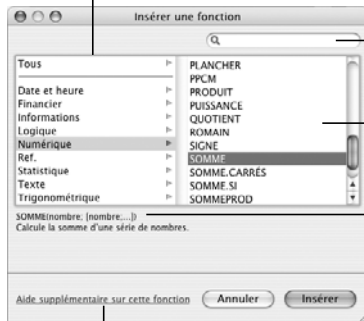 Insérer une fonction
Tous
Date et heure
Financier
Informations
Logique
Numérique
Ref.
Statistique
Texte
Trigonométrique
PLANCHER
PPCM
PRODUIT
PUISSANCE
QUOTIENT
ROMAIN
SIGNE
SOMME
SOMME.CARRÉS
SOMME.SI
SOMMEPROD
SOMME(nombre; [nombre;...])
Calcule la somme d'une série de nombres.
Aide supplémentaire sur cette fonction
Annuler
Insérer